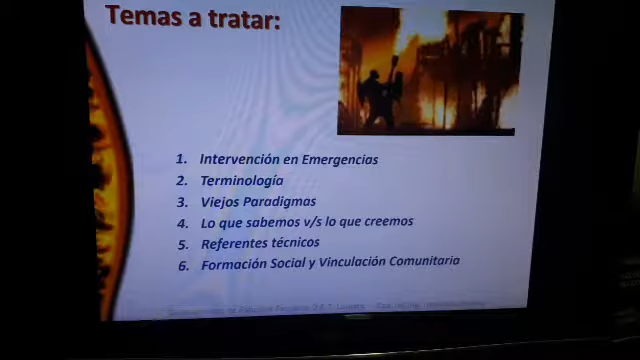 Temas a tratar:
1. Intervención en Emergencias
2. Terminología
3. Viejos Paradigmas
4. Lo que sabemos v/s lo que creemos
5. Referentes técnicos
6. Formación Social y Vinculación Comunitaria